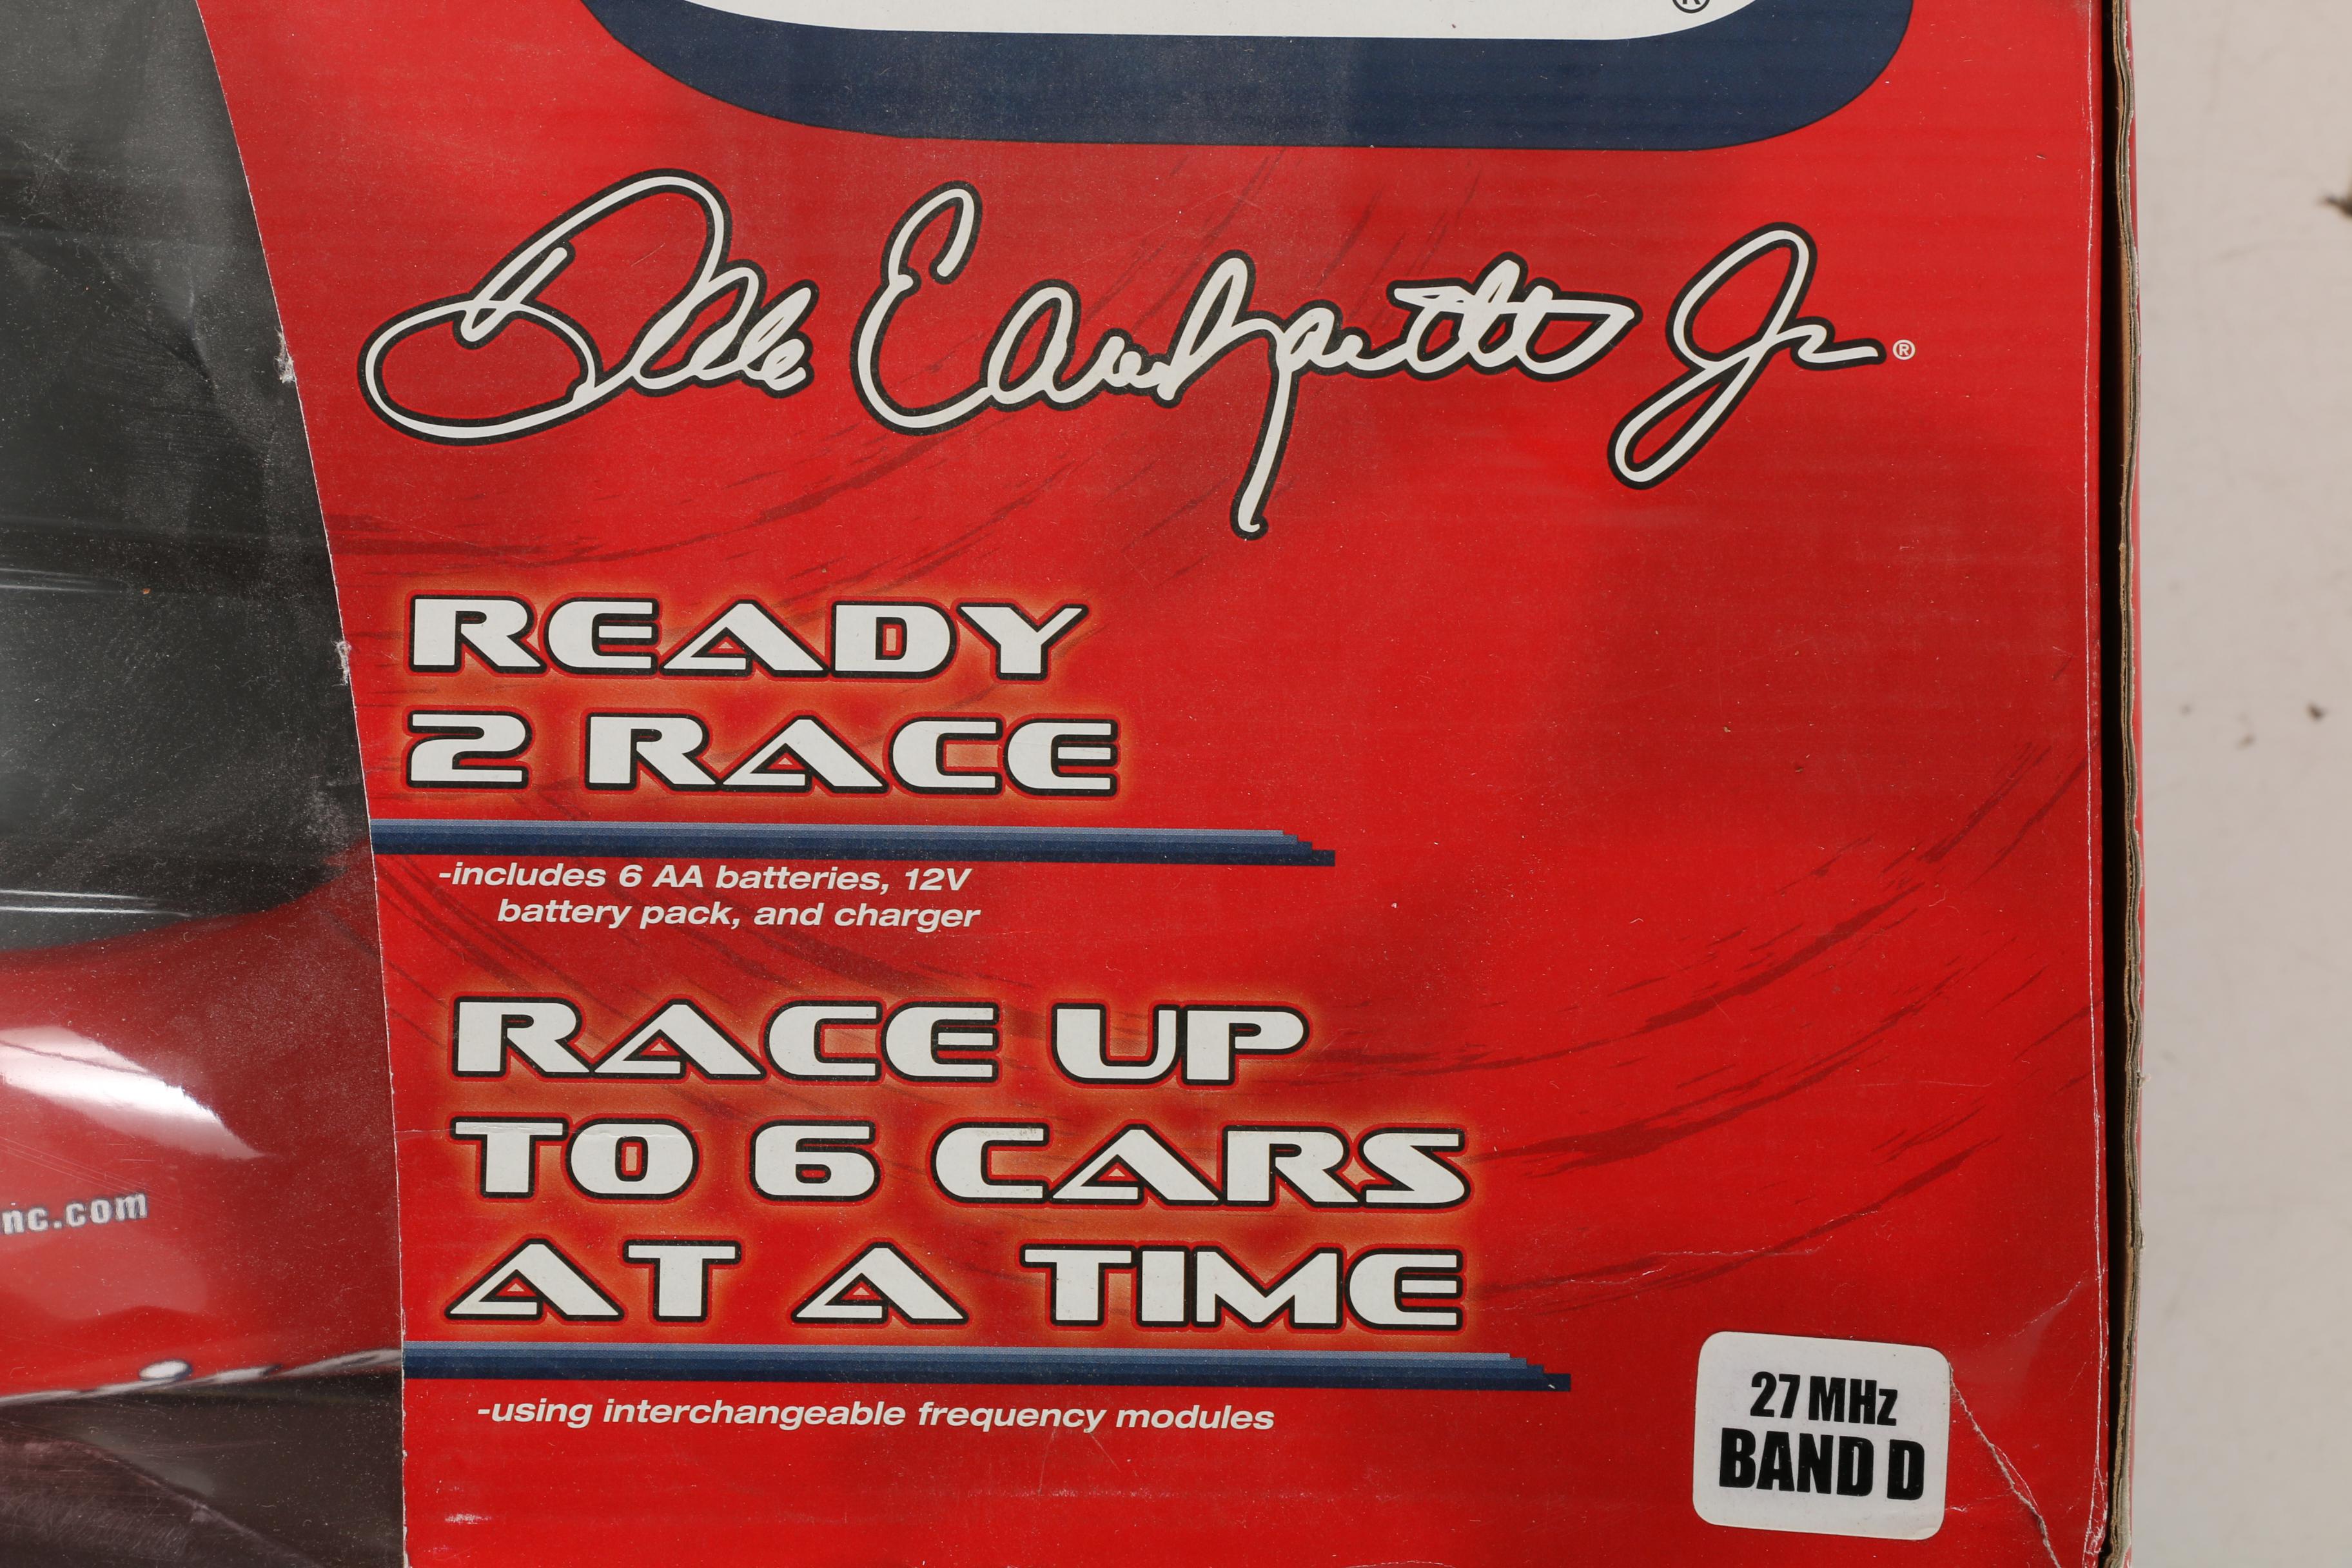 ®
Dale Earnhardt Jr ®
READY
2 RACE
-includes 6 AA batteries, 12V
battery pack, and charger
RACE UP
TO 6 CARS
AT A TIME
-using interchangeable frequency modules
nc.com
27 MHz
BAND D